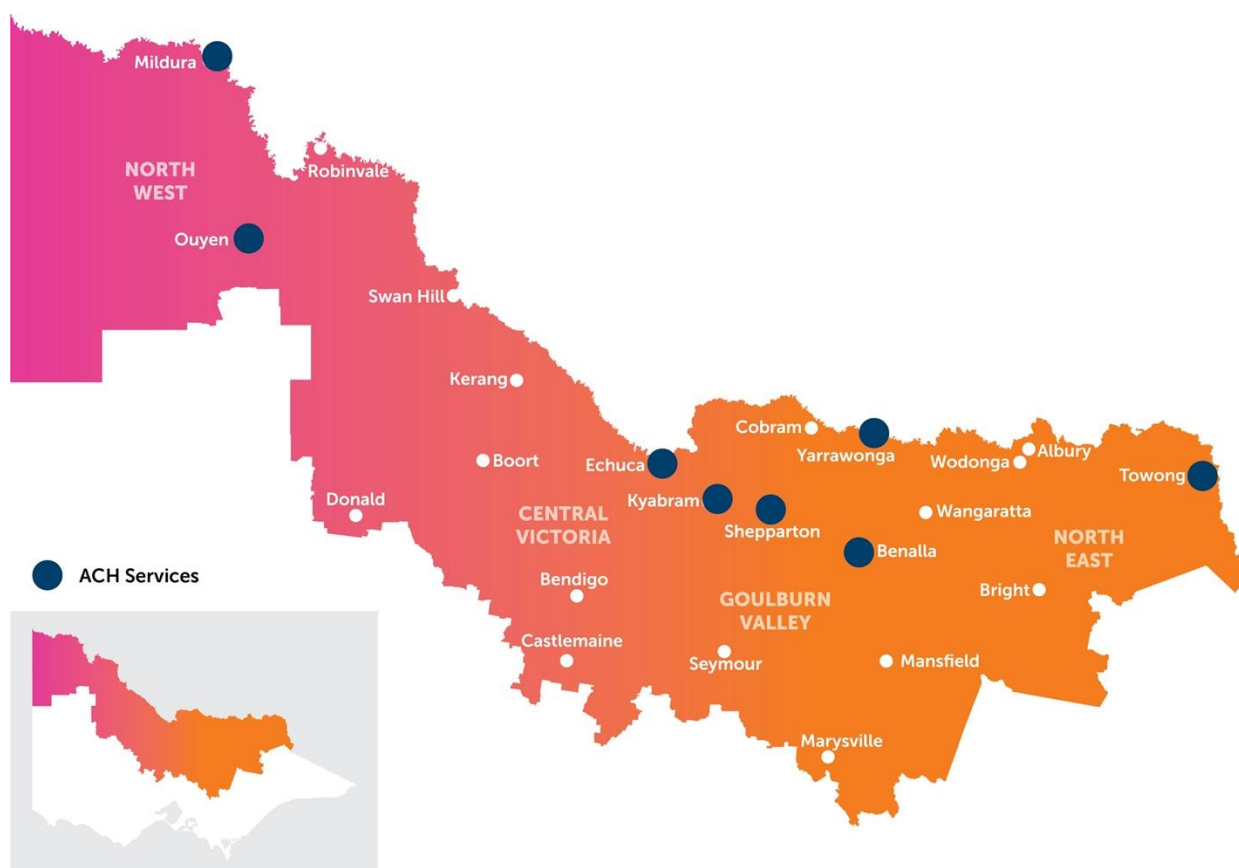 Mildura
NORTH
WEST
Robinvale
Ouyen
Swan Hill
Kerang
Cobram
Yarrawonga
Albury
Wodonga
Boort
Echuca
Towong
Kyabram
Donald
CENTRAL
VICTORIA
Shepparton
Wangaratta
NORTH
EAST
Benalla
ACH Services
Bendigo
GOULBURN
VALLEY
Bright
Castlemaine
Seymour
Mansfield
Marysville